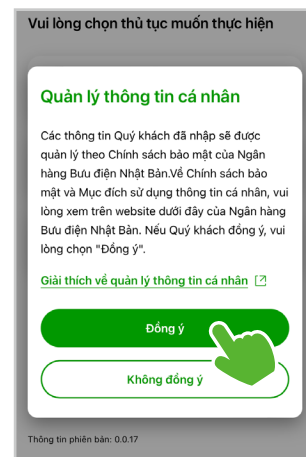 Vui lòng chọn thủ tục muốn thực hiện
Quản lý thông tin cá nhân
Các thông tin Quý khách đã nhập sẽ được
quản lý theo Chính sách bảo mật của Ngân
hàng Bưu điện Nhật Bản.Về Chính sách bảo
mật và Mục đích sử dụng thông tin cá nhân, vui
lòng xem trên website dưới đây của Ngân hàng
Bưu điện Nhật Bản. Nếu Quý khách đồng ý, vui
lòng chọn "Đồng ý".
Giải thích về quản lý thông tin cá nhân
Đồng ý
Không đồng ý
Thông tin phiên bản: 0.0.17